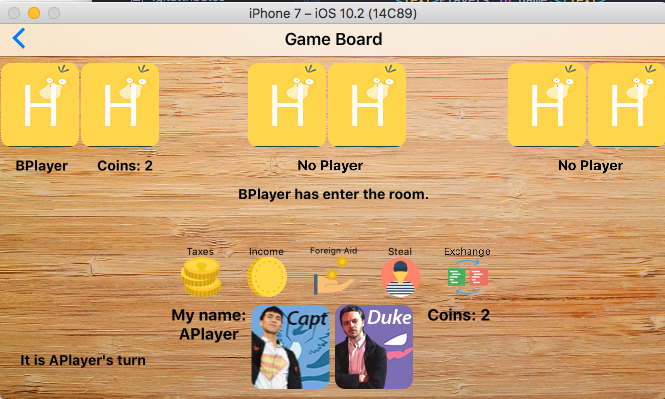 iPhone 7 – iOS 10.2 (14C89)
Game Board
H H H H H H
BPlayer Coins: 2 No Player No Player
BPlayer has enter the room.
Taxes Income Foreign Aid Steal Exchange
My name: Capt Duke Coins: 2
APlayer
It is APlayer's turn